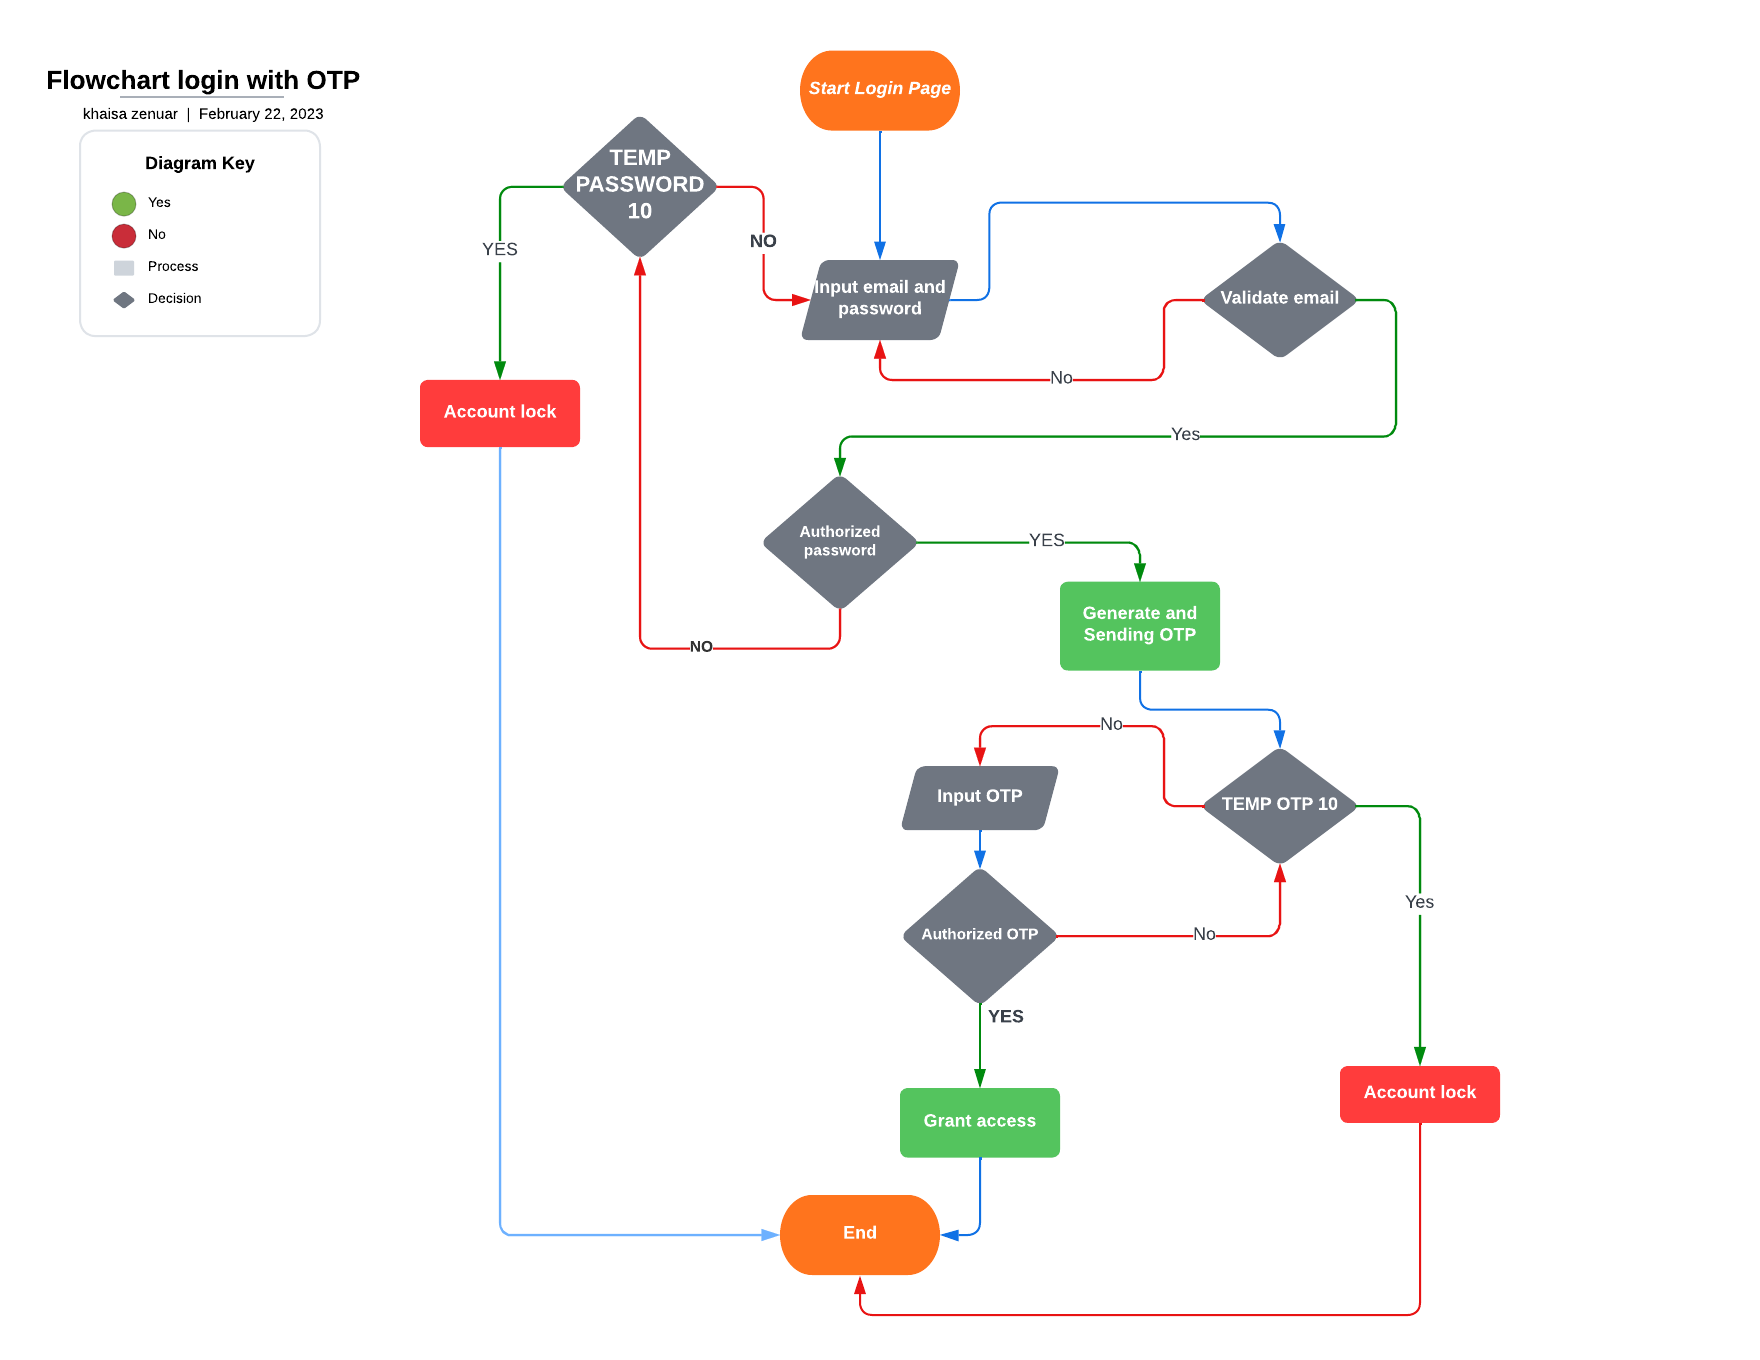 Flowchart login with OTP
khaisa zenuar | February 22, 2023
Diagram Key
Yes
No
Process
Decision
Start Login Page
TEMP
PASSWORD
10
NO
YES
Input email and
password
Validate email
No
Account lock
Yes
Authorized
password
YES
Generate and
Sending OTP
NO
No
Input OTP
TEMP OTP 10
Yes
Authorized OTP
No
YES
Account lock
Grant access
End